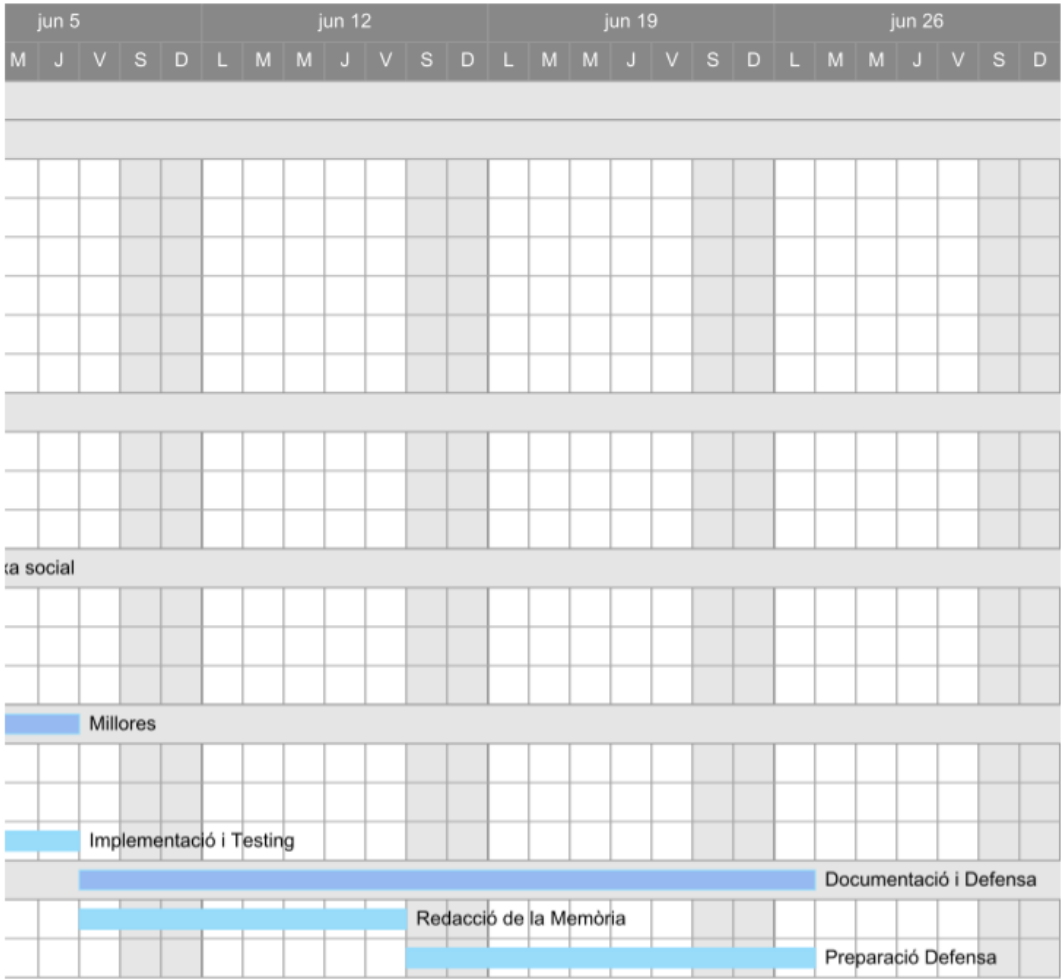 jun 5 jun 12 jun 19 jun 26
M J V S D L M M J V S D L M M J V S D L M M J V S D
xa social
Millores
Implementació i Testing
Documentació i Defensa
Redacció de la Memòria
Preparació Defensa